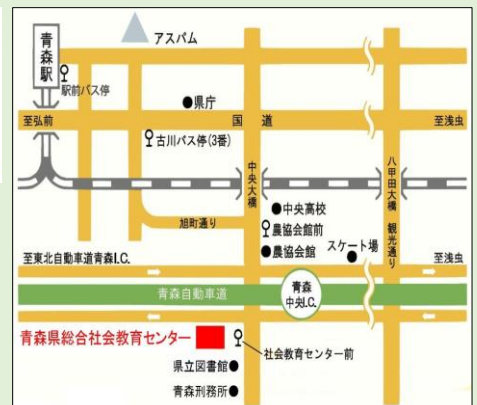 アスパム
青森駅
駅前バス停
県庁
至弘前
国道
至浅虫
古川バス停(3番)
中央大橋
八甲田大橋 観光通り
中央高校
旭町通り
農協会館前
農協会館
スケート場
至東北自動車道青森I.C.
至浅虫
青森自動車道
青森中央I.C.
青森県総合社会教育センター
社会教育センター前
県立図書館
青森刑務所